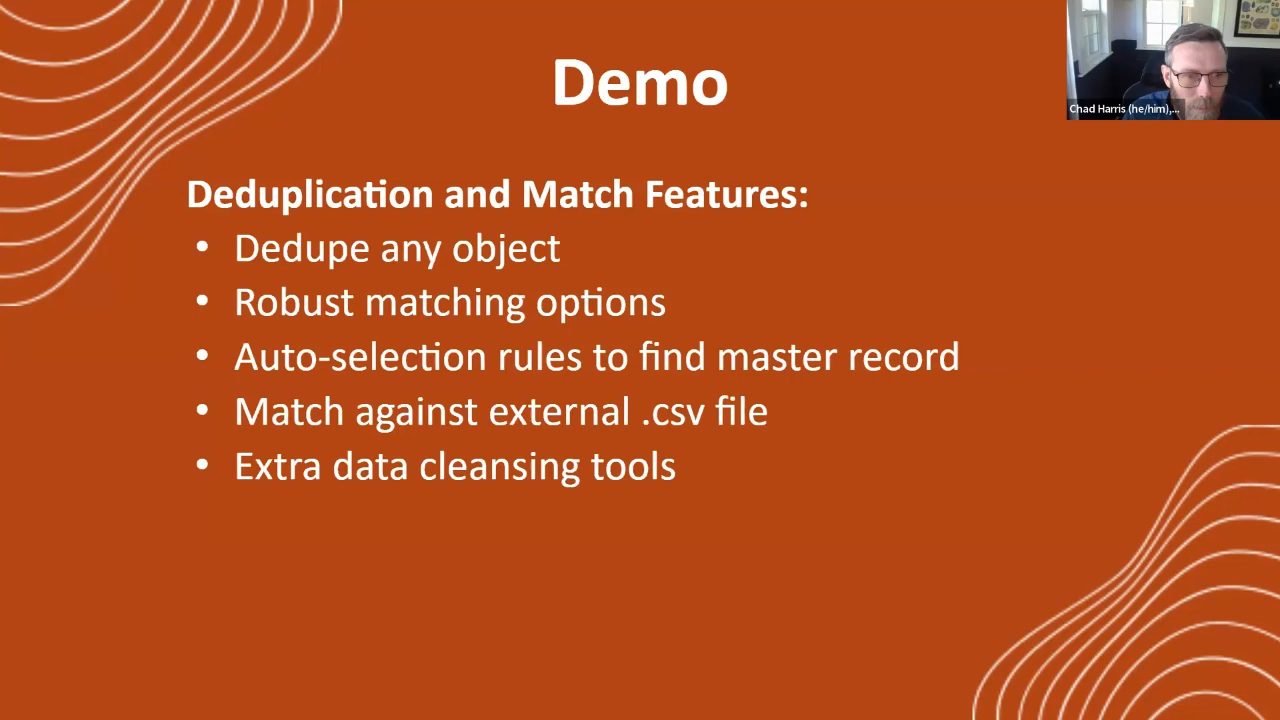 Demo
Chad Harris (he/him),...
Deduplication and Match Features:
• Dedupe any object
• Robust matching options
• Auto-selection rules to find master record
• Match against external .csv file
• Extra data cleansing tools